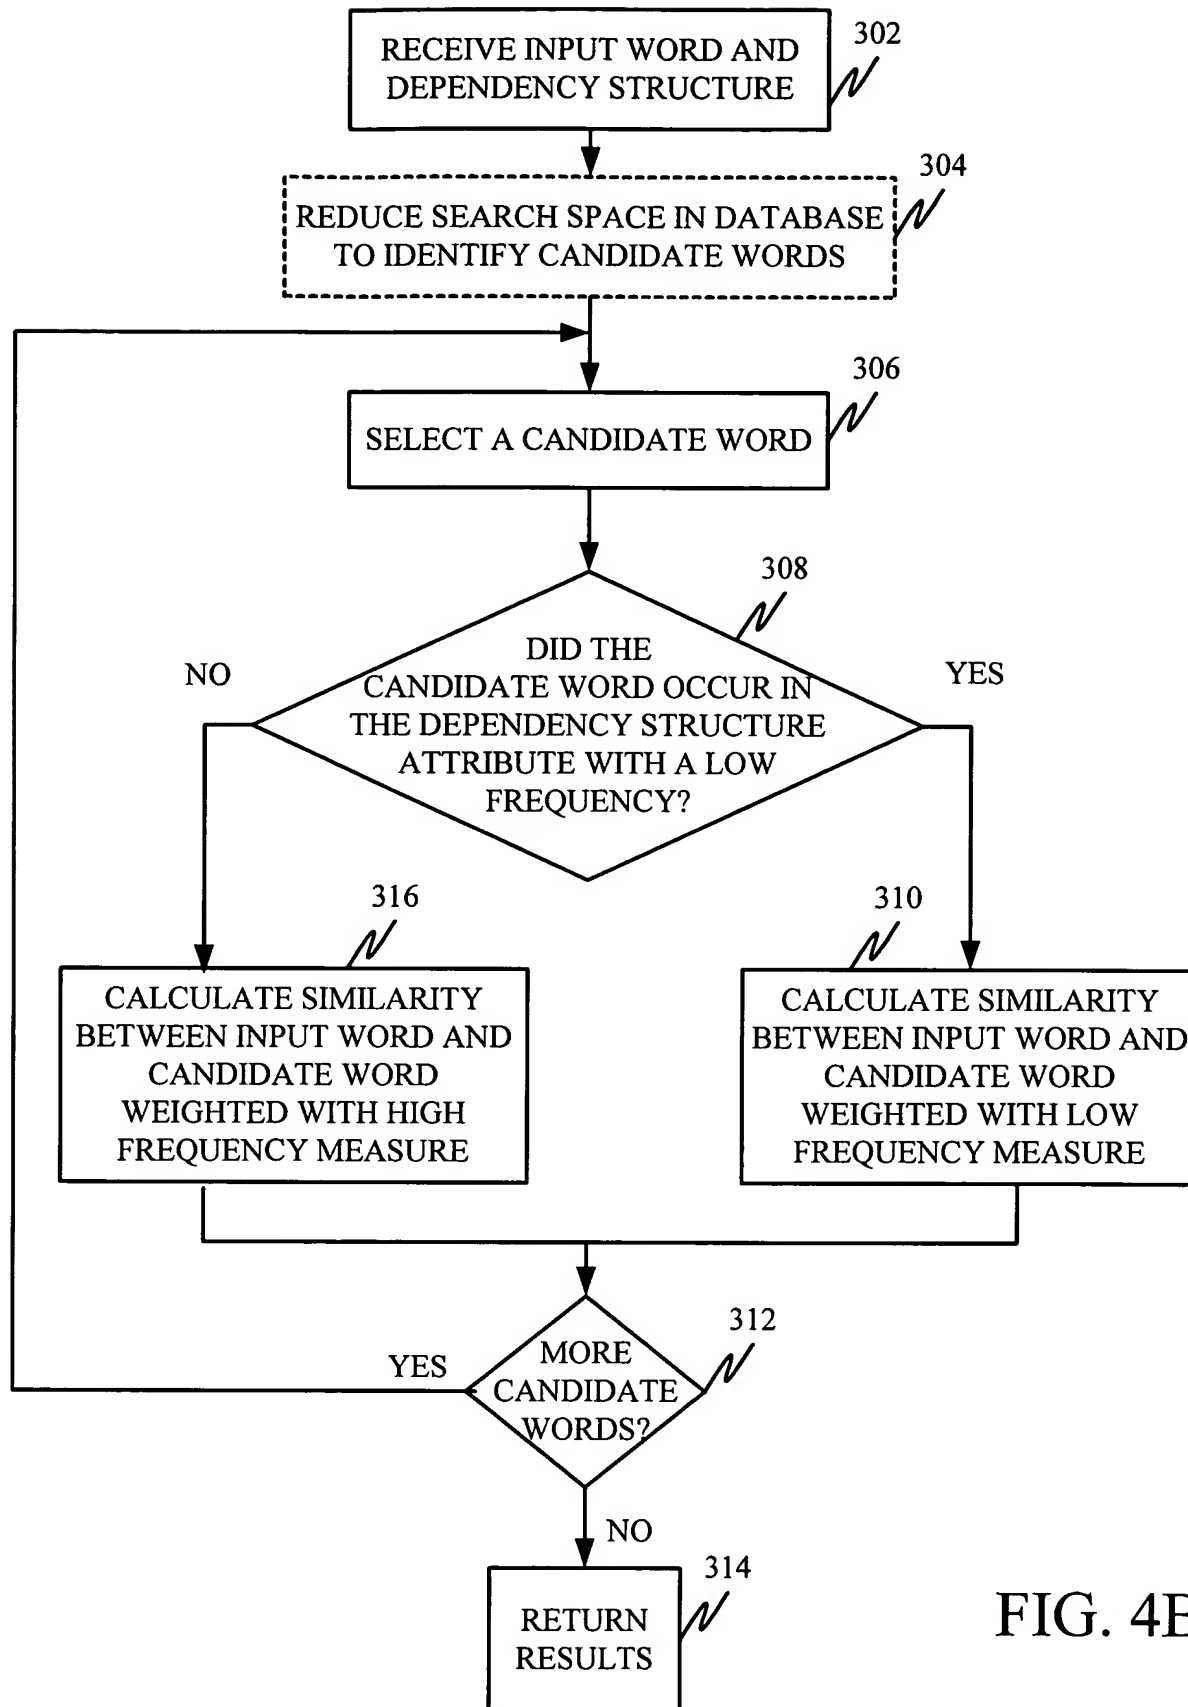 302
RECEIVE INPUT WORD AND
DEPENDENCY STRUCTURE
304
REDUCE SEARCH SPACE IN DATABASE
TO IDENTIFY CANDIDATE WORDS
306
SELECT A CANDIDATE WORD
308
DID THE
CANDIDATE WORD OCCUR IN
THE DEPENDENCY STRUCTURE
ATTRIBUTE WITH A LOW
FREQUENCY?
NO
YES
316
CALCULATE SIMILARITY
BETWEEN INPUT WORD AND
CANDIDATE WORD
WEIGHTED WITH HIGH
FREQUENCY MEASURE
310
CALCULATE SIMILARITY
BETWEEN INPUT WORD AND
CANDIDATE WORD
WEIGHTED WITH LOW
FREQUENCY MEASURE
312
MORE
CANDIDATE
WORDS?
YES
NO
314
RETURN
RESULTS
FIG. 4B